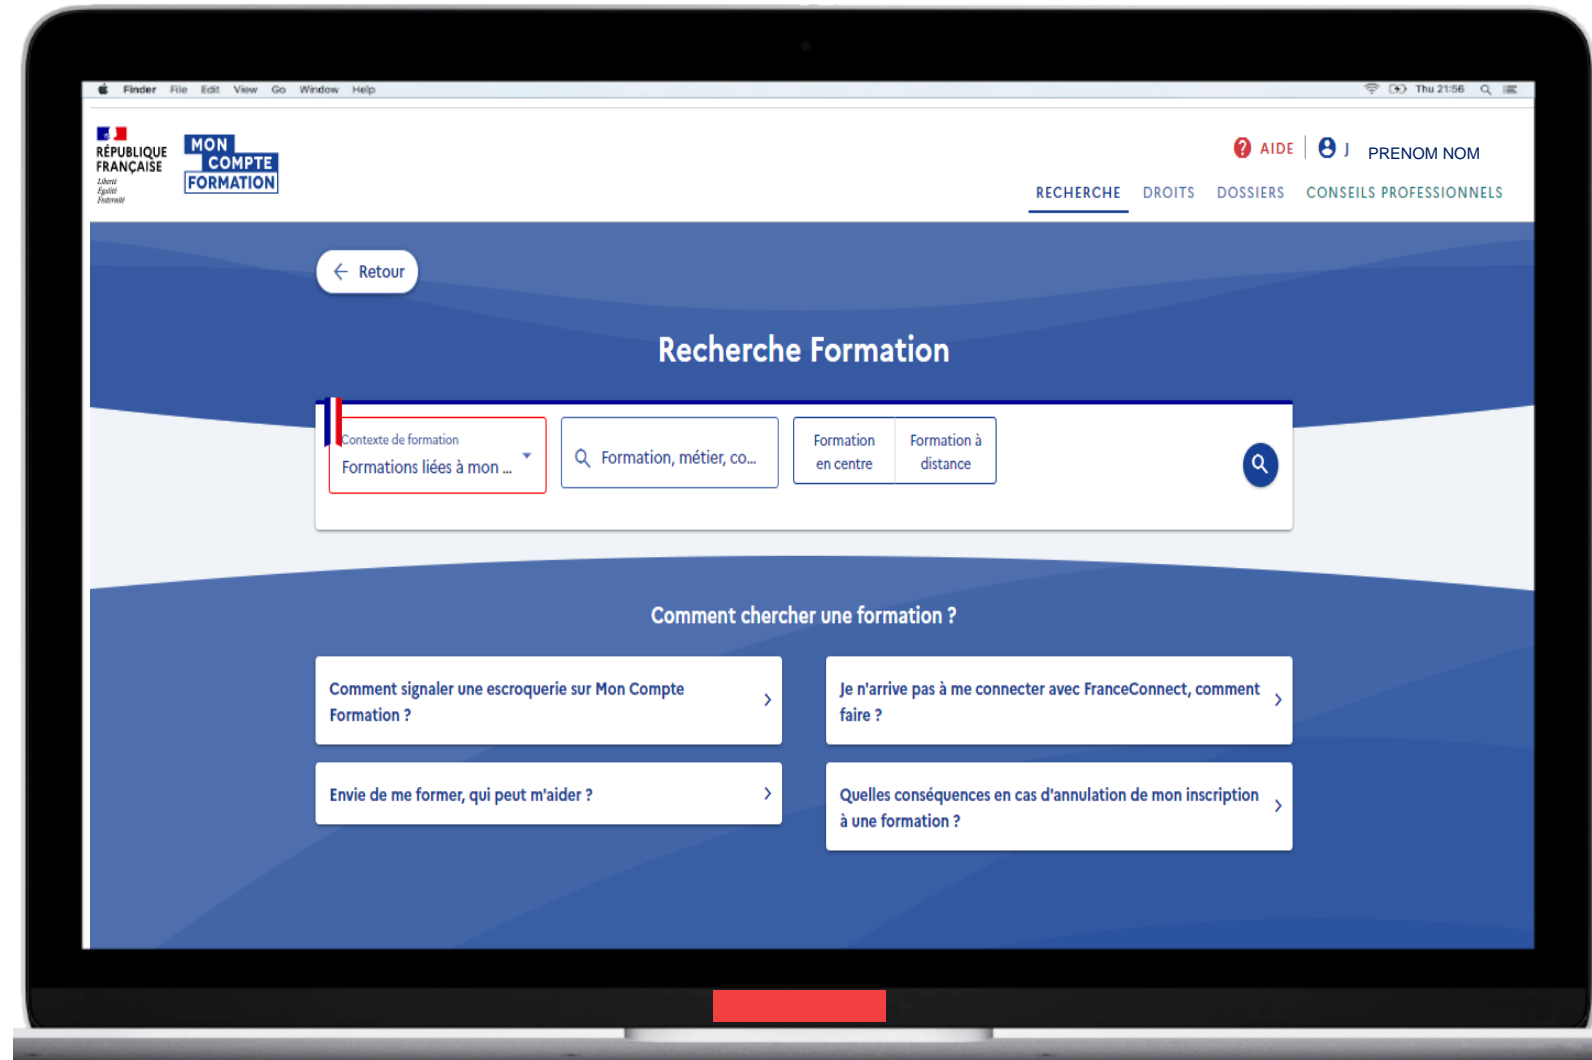 Finder File Edit View Go Window Help
Thu 21:56
RÉPUBLIQUE
FRANÇAISE
Liberté
Égalité
Fraternité
MON
COMPTE
FORMATION
AIDE
J PRENOM NOM
RECHERCHE DROITS DOSSIERS CONSEILS PROFESSIONNELS
Retour
Recherche Formation
Contexte de formation
Formations liées à mon ...
Formation, métier, co...
Formation
en centre
Formation à
distance
Comment chercher une formation ?
Comment signaler une escroquerie sur Mon Compte
Formation ?
Je n'arrive pas à me connecter avec FranceConnect, comment
faire ?
Envie de me former, qui peut m'aider ?
Quelles conséquences en cas d'annulation de mon inscription
à une formation ?